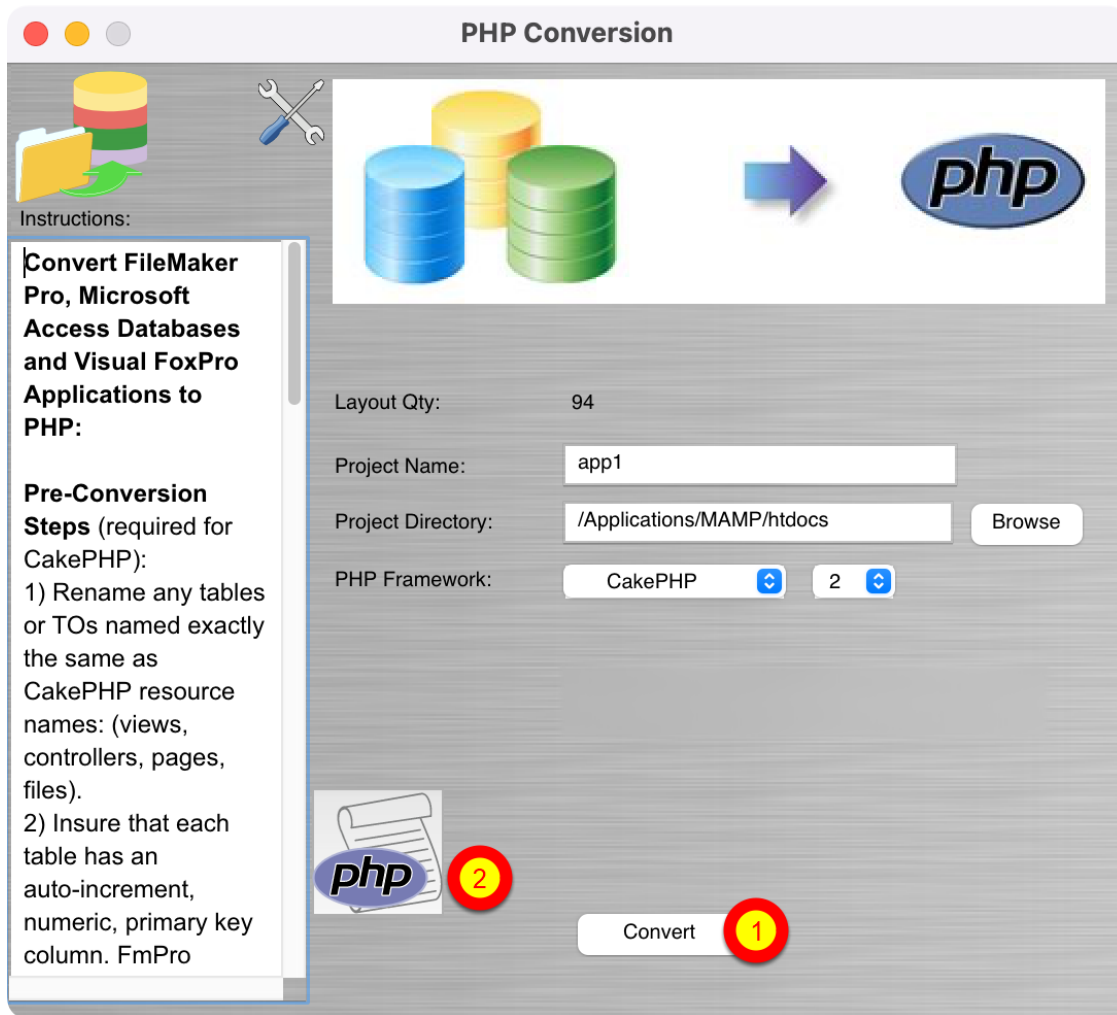 PHP Conversion
php
Instructions:
Convert FileMaker
Pro, Microsoft
Access Databases
and Visual FoxPro
Applications to
PHP:
Pre-Conversion
Steps (required for
CakePHP):
1) Rename any tables
or TOs named exactly
the same as
CakePHP resource
names: (views,
controllers, pages,
files).
2) Insure that each
table has an
auto-increment,
numeric, primary key
column. FmPro
Layout Qty: 94
Project Name: app1
Project Directory: /Applications/MAMP/htdocs Browse
PHP Framework: CakePHP 2
php 2
Convert 1